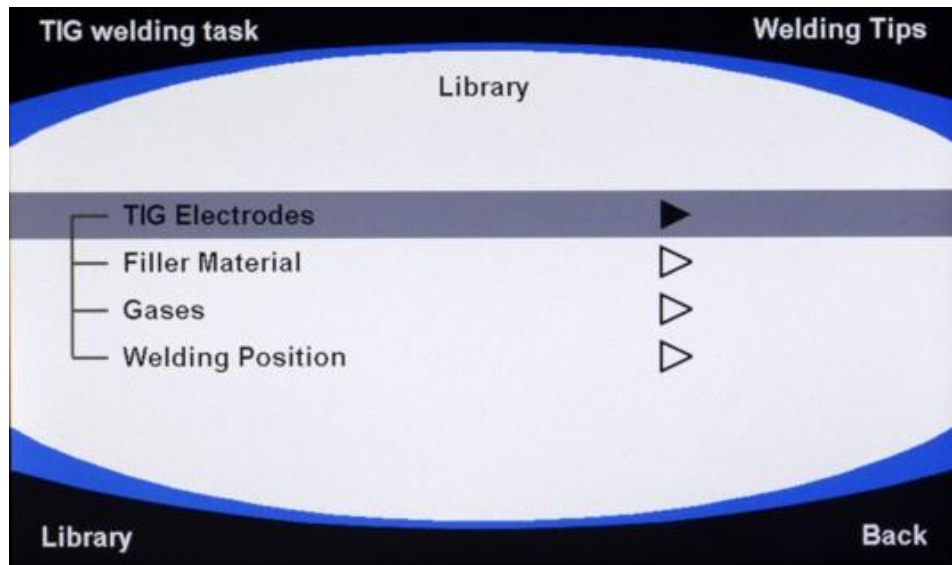 TIG welding task
Welding Tips
Library
TIG Electrodes
Filler Material
Gases
Welding Position
Library
Back